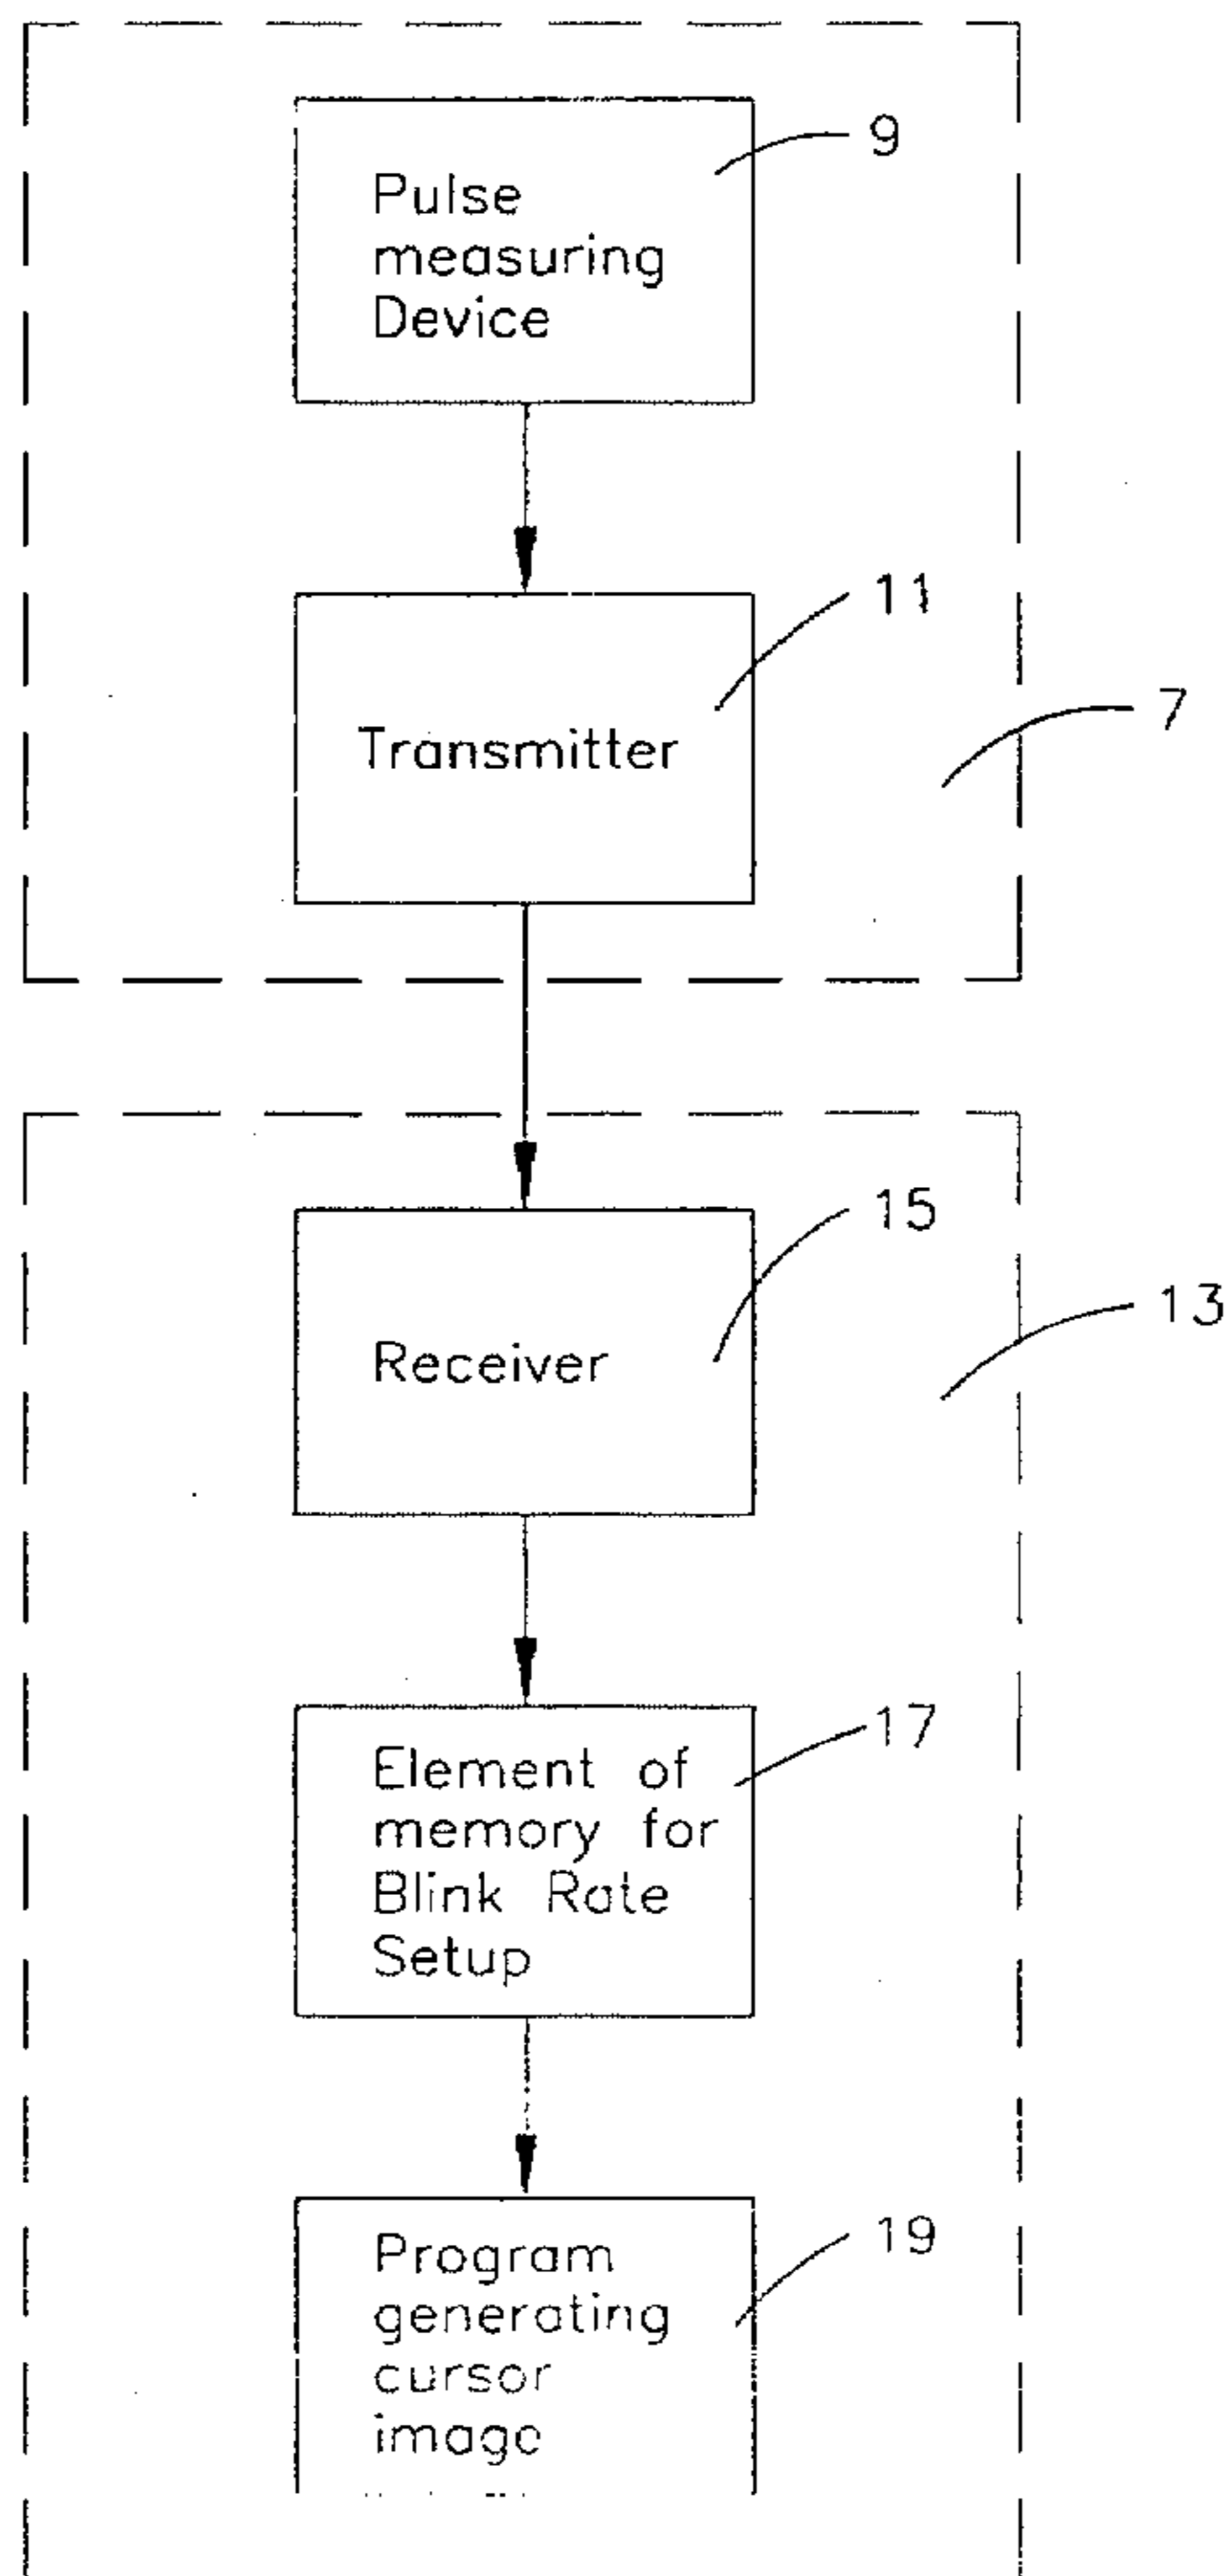 9
Pulse
measuring
Device
11
Transmitter
7
15
Receiver
13
17
Element of
memory for
Blink Rate
Setup
19
Program
generating
cursor
image